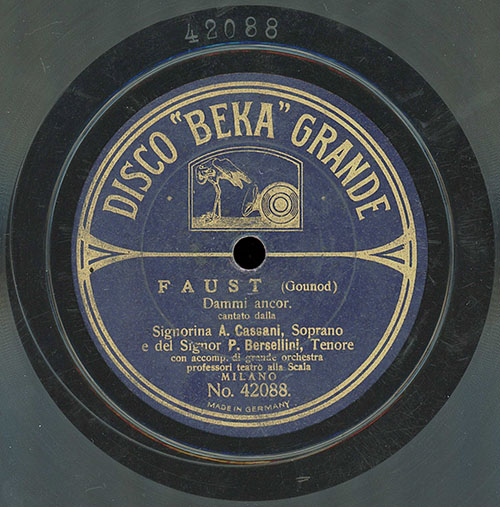 42088
DISCO "BEKA" GRANDE
FAUST (Gounod)
Dammi ancor.
cantato dalla
Signorina A. Cassani, Soprano
e del Signor P. Bersellini, Tenore
con accomp. di grande orchestra
professori teatro alla Scala
MILANO
No. 42088.
MADE IN GERMANY